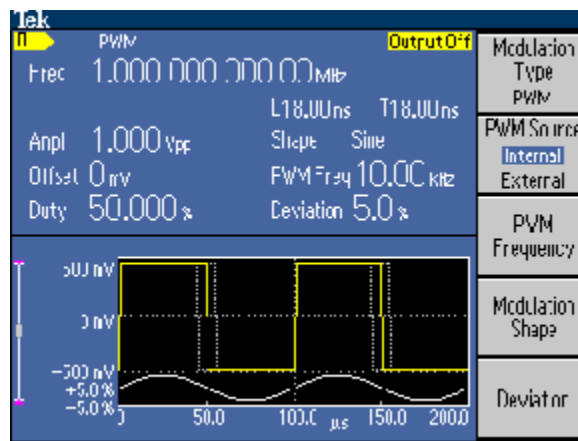 Tek
PWM
Output Off
Freq 1.000 000 000 00 MHz
L18.00ns T18.00ns
Ampl 1.000 Vpp
Shape Sine
Offset 0 mV
PWM Freq 10.00 kHz
Duty 50.000 %
Deviation 5.0 %
500 mV
0 mV
-500 mV
+5.0 %
-5.0 %
0 50.0 100.0 µs 150.0 200.0
Modulation
Type
PWM
PWM Source
Internal
External
PWM
Frequency
Modulation
Shape
Deviation